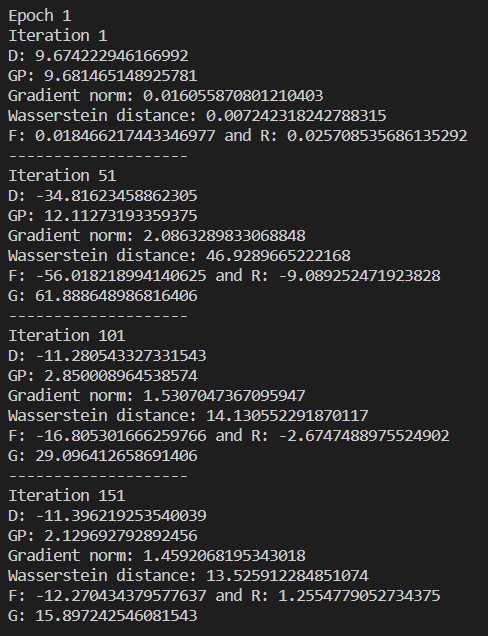 Epoch 1
Iteration 1
D: 9.674222946166992
GP: 9.681465148925781
Gradient norm: 0.016055870801210403
Wasserstein distance: 0.007242318242788315
F: 0.018466217443346977 and R: 0.025708535686135292
--------------------
Iteration 51
D: -34.81623458862305
GP: 12.11273193359375
Gradient norm: 2.0863289833068848
Wasserstein distance: 46.9289665222168
F: -56.018218994140625 and R: -9.089252471923828
G: 61.888648986816406
--------------------
Iteration 101
D: -11.280543327331543
GP: 2.850008964538574
Gradient norm: 1.5307047367095947
Wasserstein distance: 14.130552291870117
F: -16.805301666259766 and R: -2.6747488975524902
G: 29.096412658691406
--------------------
Iteration 151
D: -11.396219253540039
GP: 2.129692792892456
Gradient norm: 1.4592068195343018
Wasserstein distance: 13.525912284851074
F: -12.270434379577637 and R: 1.2554779052734375
G: 15.897242546081543